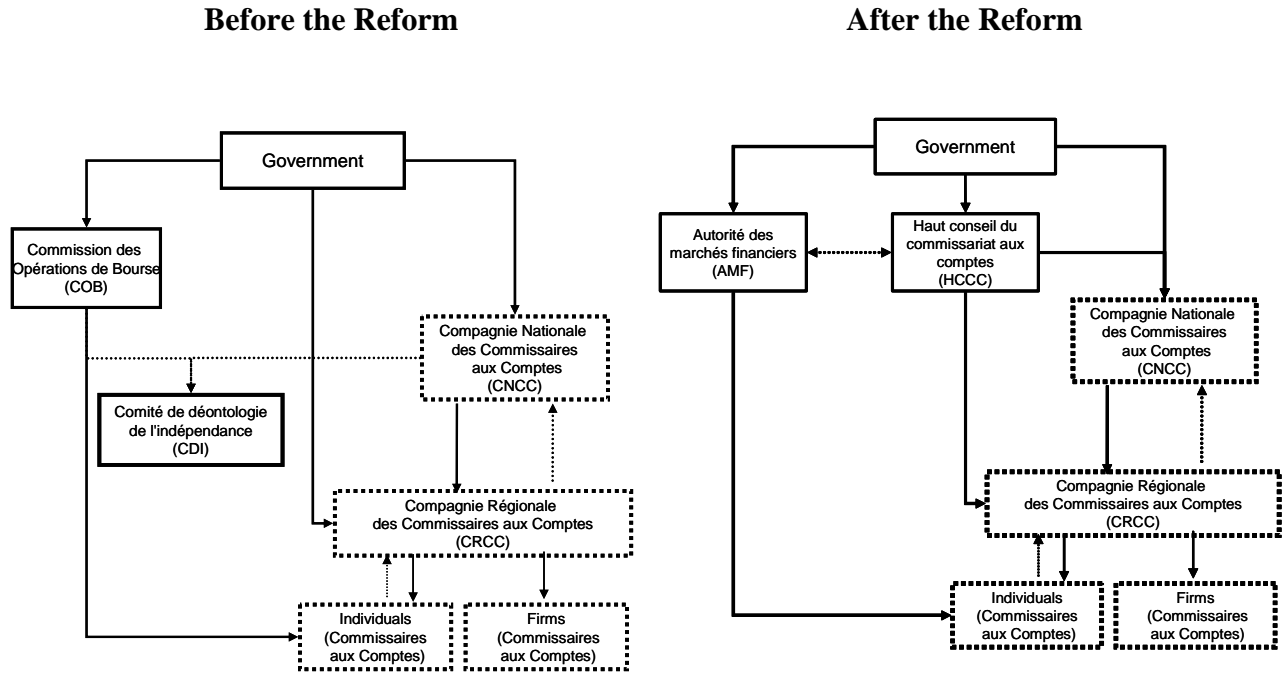 Before the Reform
Government
Commission des
Opérations de Bourse
(COB)
Compagnie Nationale
des Commissaires
aux Comptes
(CNCC)
Comité de déontologie
de l'indépendance
(CDI)
Compagnie Régionale
des Commissaires aux Comptes
(CRCC)
Individuals
(Commissaires
aux Comptes)
Firms
(Commissaires
aux Comptes)
After the Reform
Government
Autorité des
marchés financiers
(AMF)
Haut conseil du
commissariat aux
comptes
(HCCC)
Compagnie Nationale
des Commissaires
aux Comptes
(CNCC)
Compagnie Régionale
des Commissaires aux Comptes
(CRCC)
Individuals
(Commissaires
aux Comptes)
Firms
(Commissaires
aux Comptes)